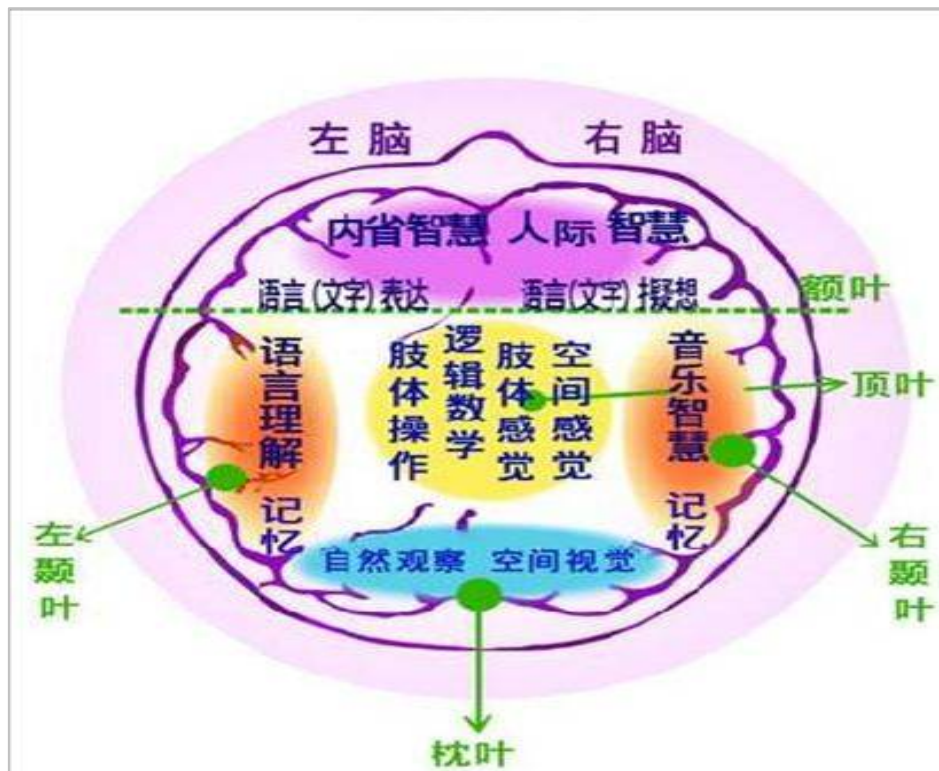 左脑 右脑
内省智慧 人际 智慧
语言(文字)表达 语言(文字)拟想
额叶
语言理解 记忆
肢体操作
逻辑数学
肢体感觉
空间感觉
音乐智慧 记忆
顶叶
左颞叶
右颞叶
自然观察 空间视觉
枕叶